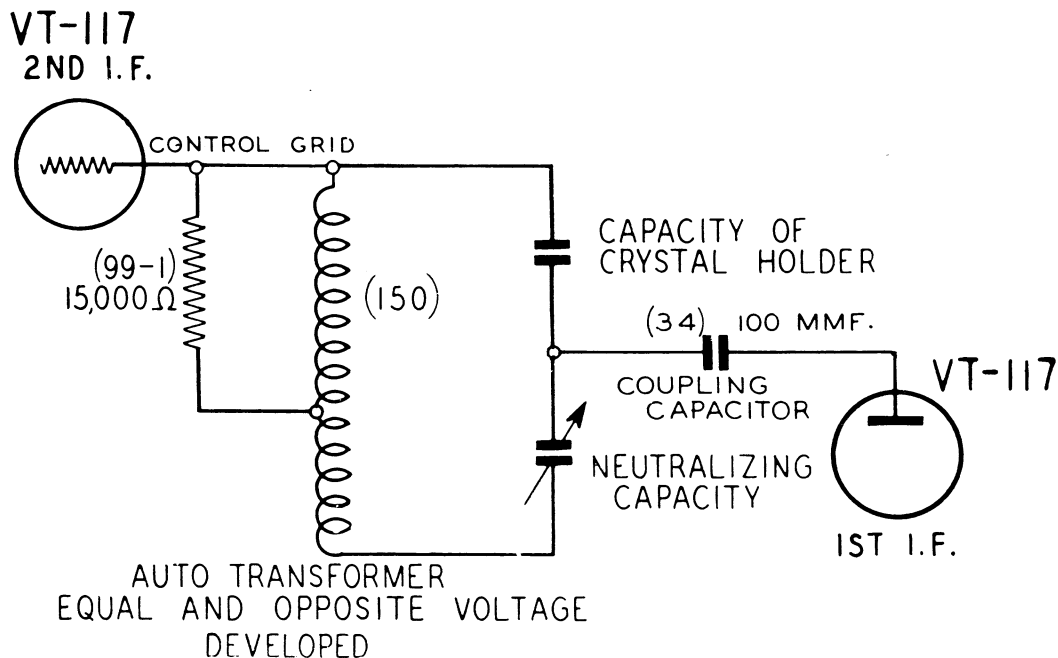 VT-117
2ND I.F.
CONTROL GRID
(99-1)
15,000Ω
(150)
CAPACITY OF
CRYSTAL HOLDER
(34) 100 MMF.
COUPLING
CAPACITOR
VT-117
NEUTRALIZING
CAPACITY
1ST I.F.
AUTO TRANSFORMER
EQUAL AND OPPOSITE VOLTAGE
DEVELOPED